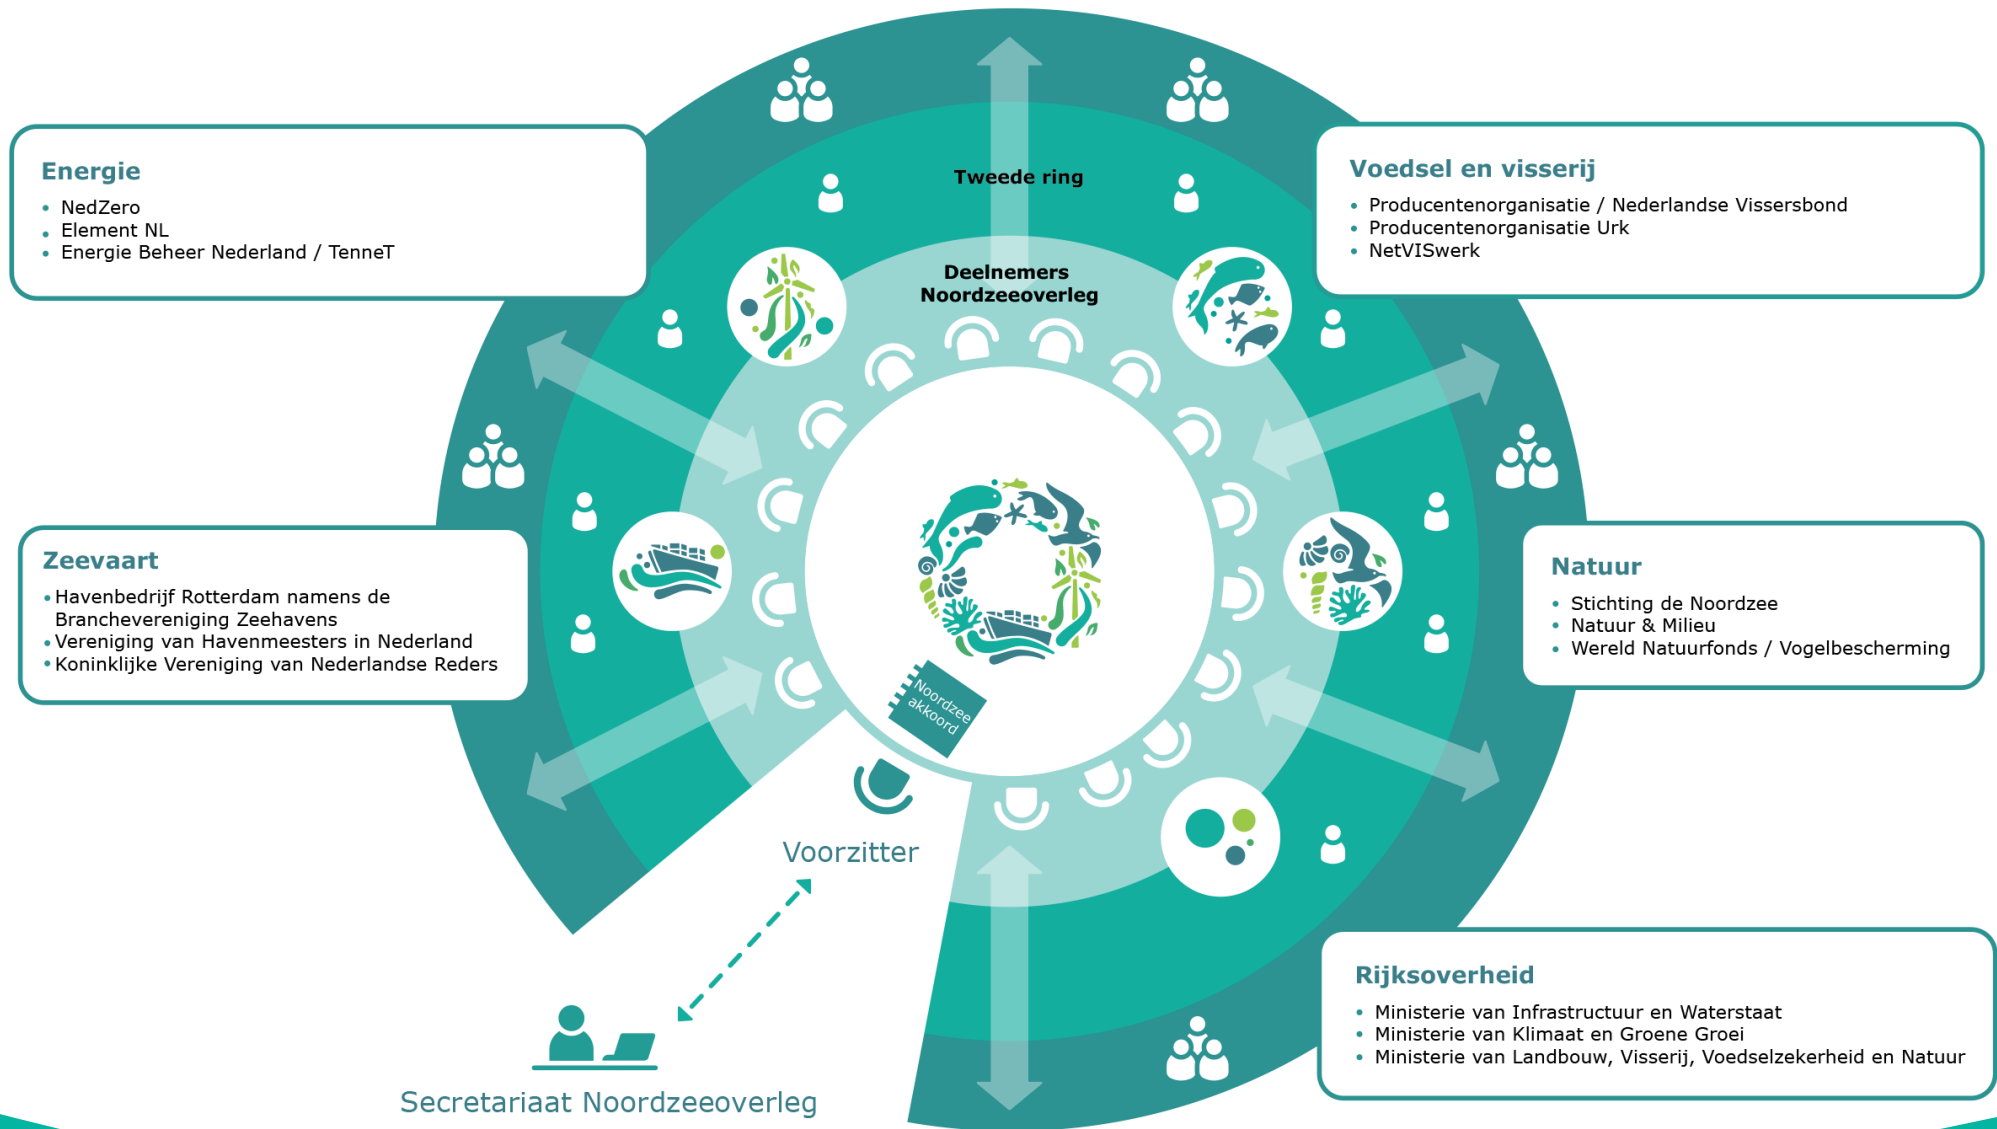 Tweede ring
Deelnemers
Noordzeeoverleg
Energie
NedZero
Element NL
Energie Beheer Nederland / TenneT
Voedsel en visserij
Producentenorganisatie / Nederlandse Vissersbond
Producentenorganisatie Urk
NetVISwerk
Zeevaart
Havenbedrijf Rotterdam namens de
Branchevereniging Zeehavens
Vereniging van Havenmeesters in Nederland
Koninklijke Vereniging van Nederlandse Reders
Natuur
Stichting de Noordzee
Natuur & Milieu
Wereld Natuurfonds / Vogelbescherming
Noordzee
akkoord
Voorzitter
Rijksoverheid
Ministerie van Infrastructuur en Waterstaat
Ministerie van Klimaat en Groene Groei
Ministerie van Landbouw, Visserij, Voedselzekerheid en Natuur
Secretariaat Noordzeeoverleg